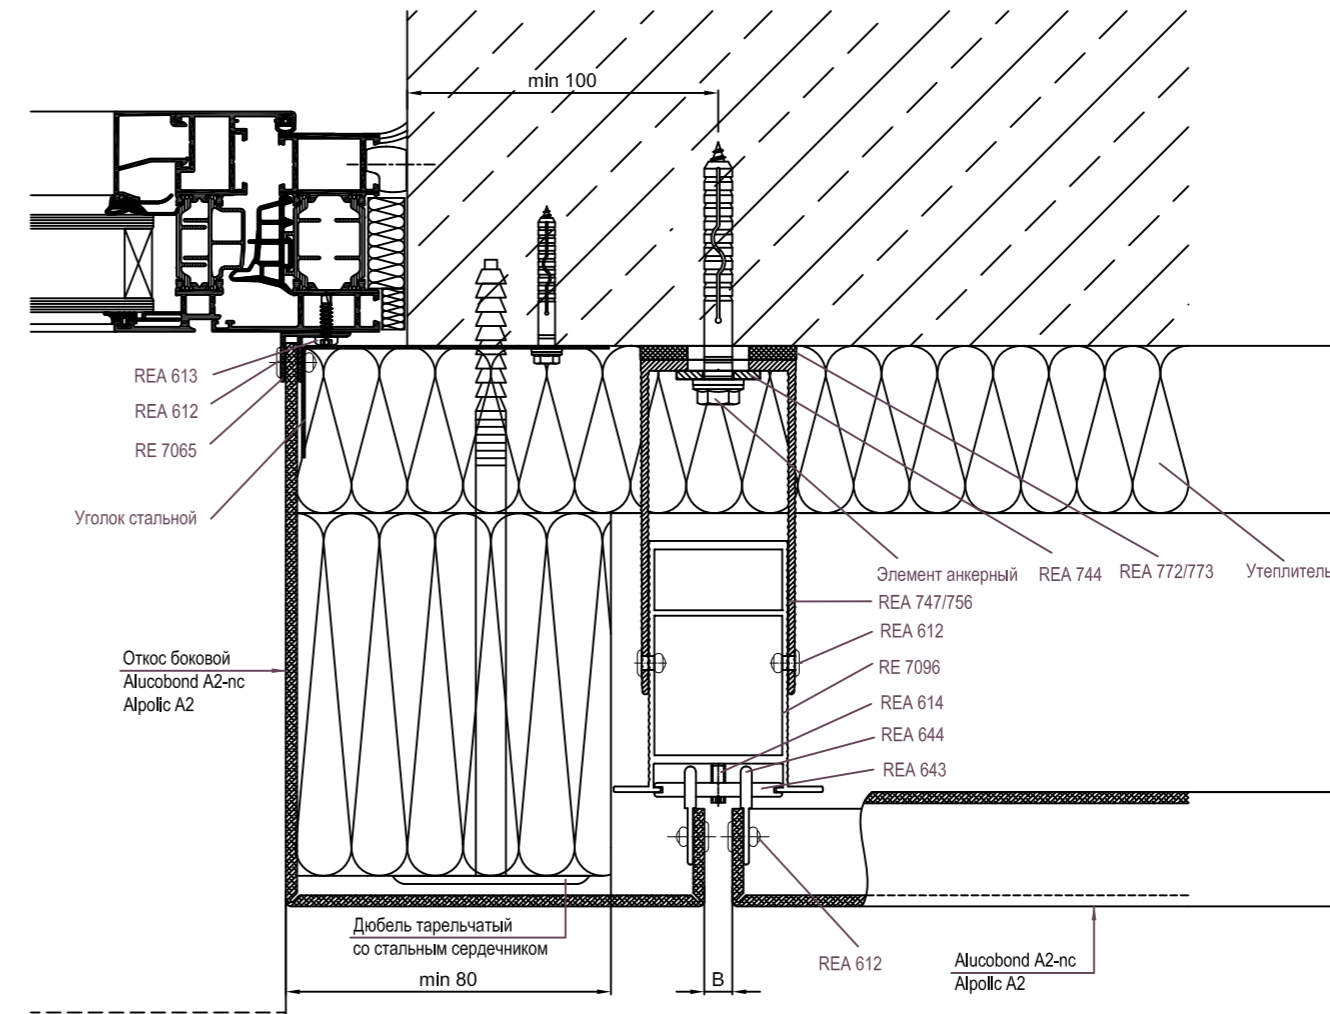 min 100
REA 613
REA 612
RE 7065
Уголок стальной
Элемент анкерный
REA 744
REA 772/773
Утеплитель
REA 747/756
REA 612
RE 7096
REA 614
REA 644
REA 643
Откос боковой
Alucobond A2-nc
Alpolic A2
Дюбель тарельчатый
со стальным сердечником
REA 612
Alucobond A2-nc
Alpolic A2
min 80
B